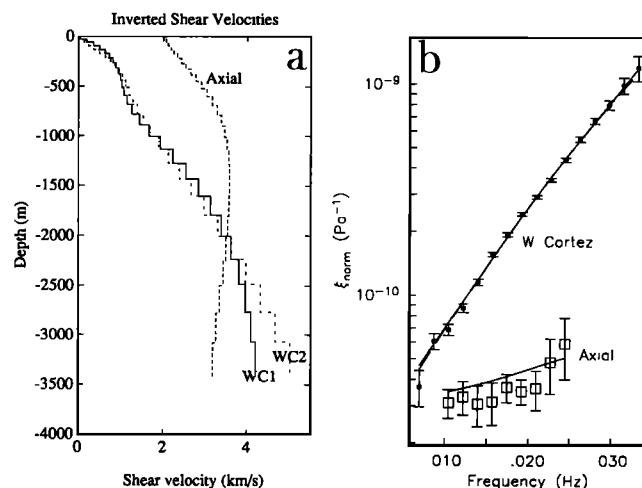 Inverted Shear Velocities
a
Axial
WC2
WC1
0
-500
-1000
-1500
-2000
-2500
-3000
-3500
-4000
Depth (m)
0
2
4
Shear velocity (km/s)
b
10⁻⁹
10⁻¹⁰
ξnorm (Pa⁻¹)
W Cortez
Axial
.010
.020
.030
Frequency (Hz)